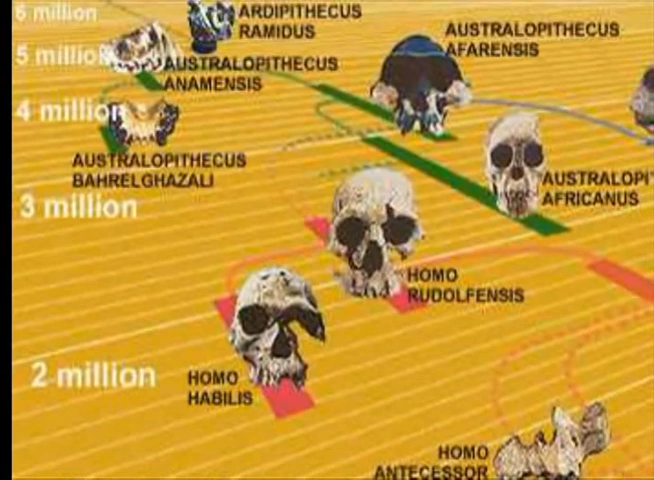 6 million
ARDIPITHECUS
RAMIDUS
AUSTRALOPITHECUS
AFARENSIS
5 million
AUSTRALOPITHECUS
ANAMENSIS
4 million
AUSTRALOPITHECUS
BAHRELGHAZALI
AUSTRALOPI
AFRICANUS
3 million
HOMO
RUDOLFENSIS
2 million
HOMO
HABILIS
HOMO
ANTECESSOR